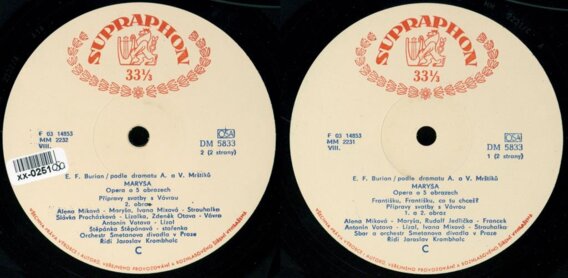 SUPRAPHON
33⅓
F 03 14853
MM 2232
VIII.
OSA
DM 5833
2 (2 strany)
xx-0251
E. F. Burian / podle dramatu A. a V. Mrštíků
MARYŠA
Opera o 5 obrazech
Přípravy svatby s Vávrou
2. obraz
Alena Míková - Maryša, Ivana Mixová - Strouhalka
Slávka Procházková - Lízalka, Zdeněk Otava - Vávra
Antonín Votava - Lízal
Štěpánka Štěpánová - stařenka
Orchestr Smetanova divadla v Praze
Řídí Jaroslav Krombholc
C
SUPRAPHON
33⅓
F 03 14853
MM 2231
VIII.
OSA
DM 5833
1 (2 strany)
E. F. Burian / podle dramatu A. a V. Mrštíků
MARYŠA
Opera o 5 obrazech
Františku, Františku, co tu chceš?
Přípravy svatby s Vávrou
1. a 2. obraz
Alena Míková - Maryša, Rudolf Jedlička - Francek
Antonín Votava - Lízal, Ivana Mixová - Strouhalka
Sbor a orchestr Smetanova divadla v Praze
Řídí Jaroslav Krombholc
C